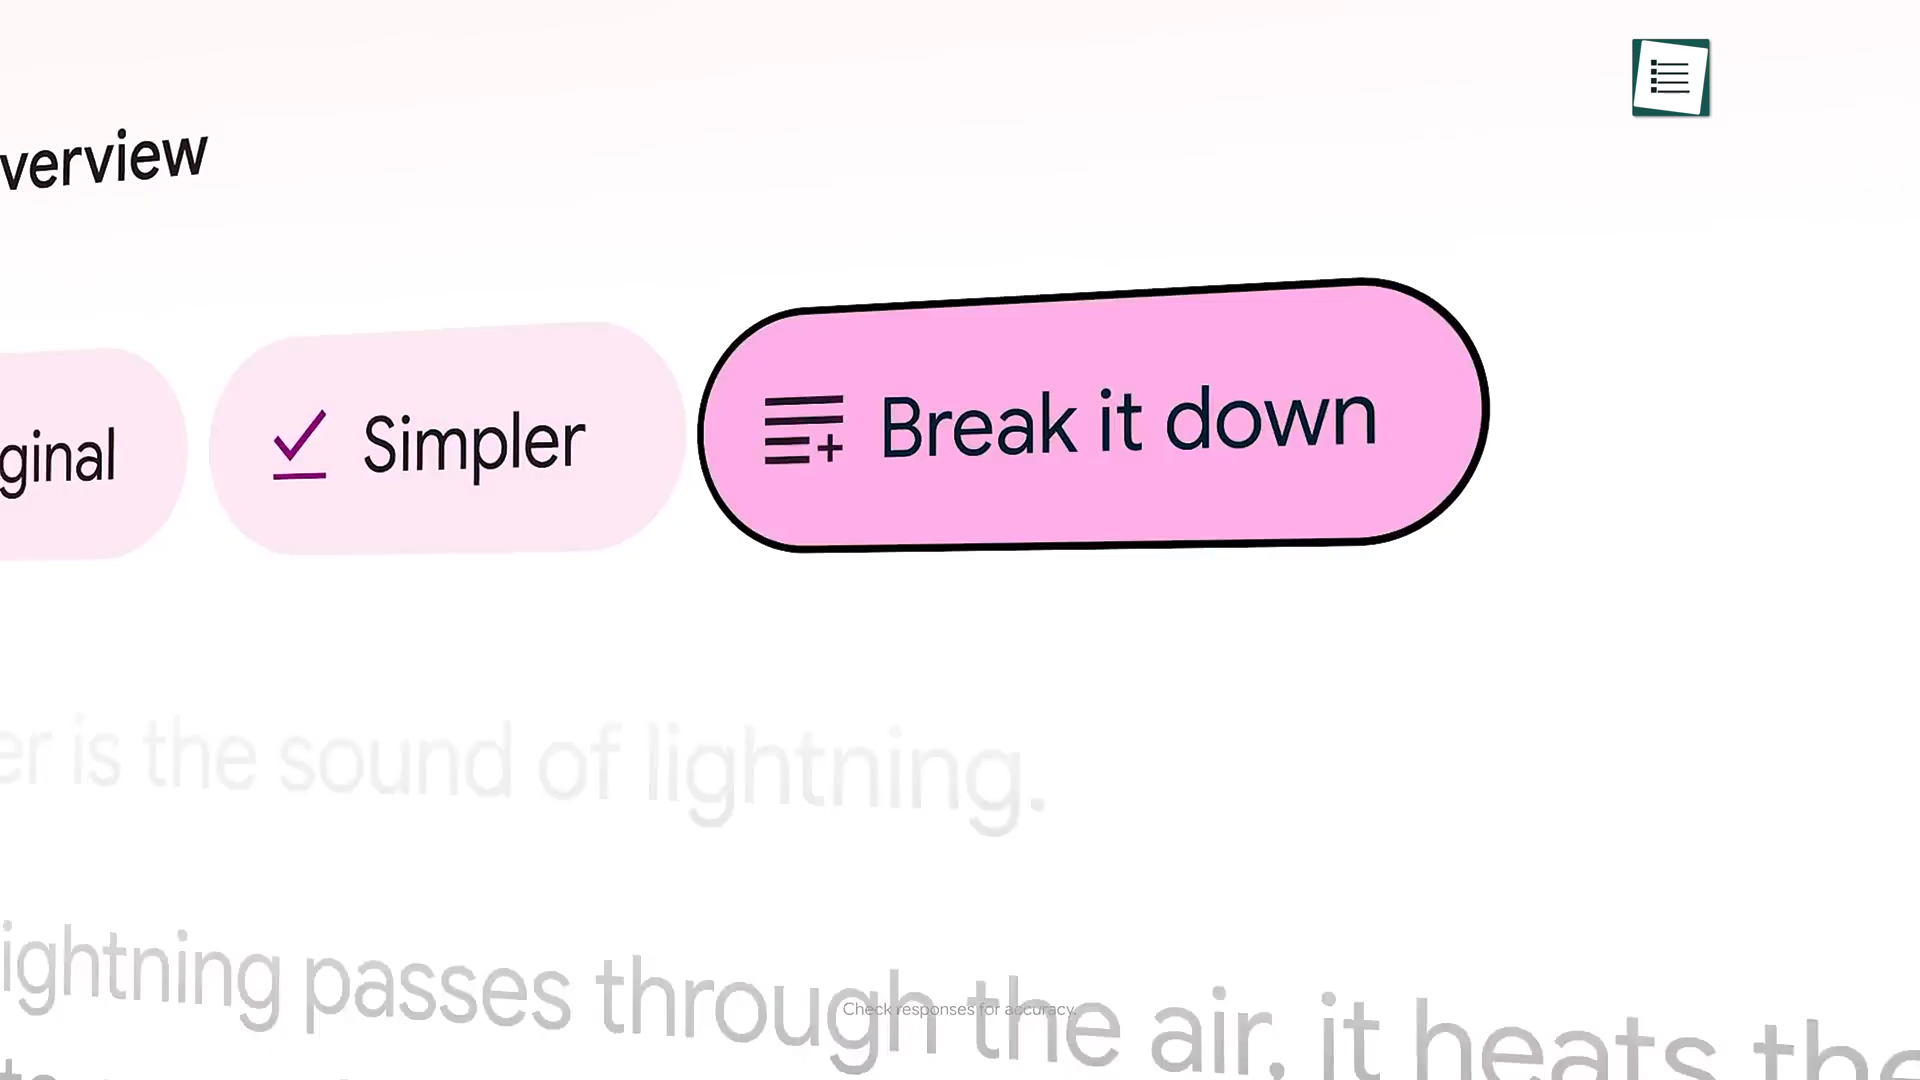 verview
ginal
Simpler
Break it down
er is the sound of lightning.
ightning passes through the air, it heats the
Check responses for accuracy.